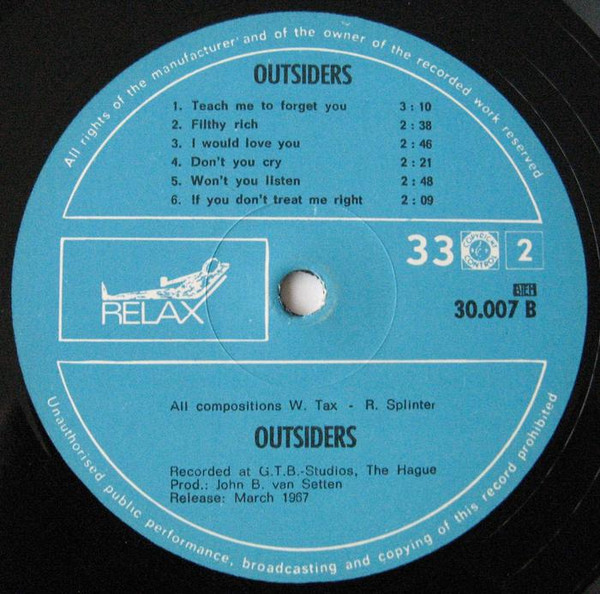 All rights of the manufacturer and of the owner of the recorded work reserved
OUTSIDERS
1. Teach me to forget you 3 : 10
2. Filthy rich 2 : 38
3. I would love you 2 : 46
4. Don't you cry 2 : 21
5. Won't you listen 2 : 48
6. If you don't treat me right 2 : 09
33 COPYRIGHT CONTROL 2
RELAX
STEMRA
30.007 B
All compositions W. Tax - R. Splinter
OUTSIDERS
Recorded at G.T.B.-Studios, The Hague
Prod.: John B. van Setten
Release: March 1967
Unauthorised public performance, broadcasting and copying of this record prohibited